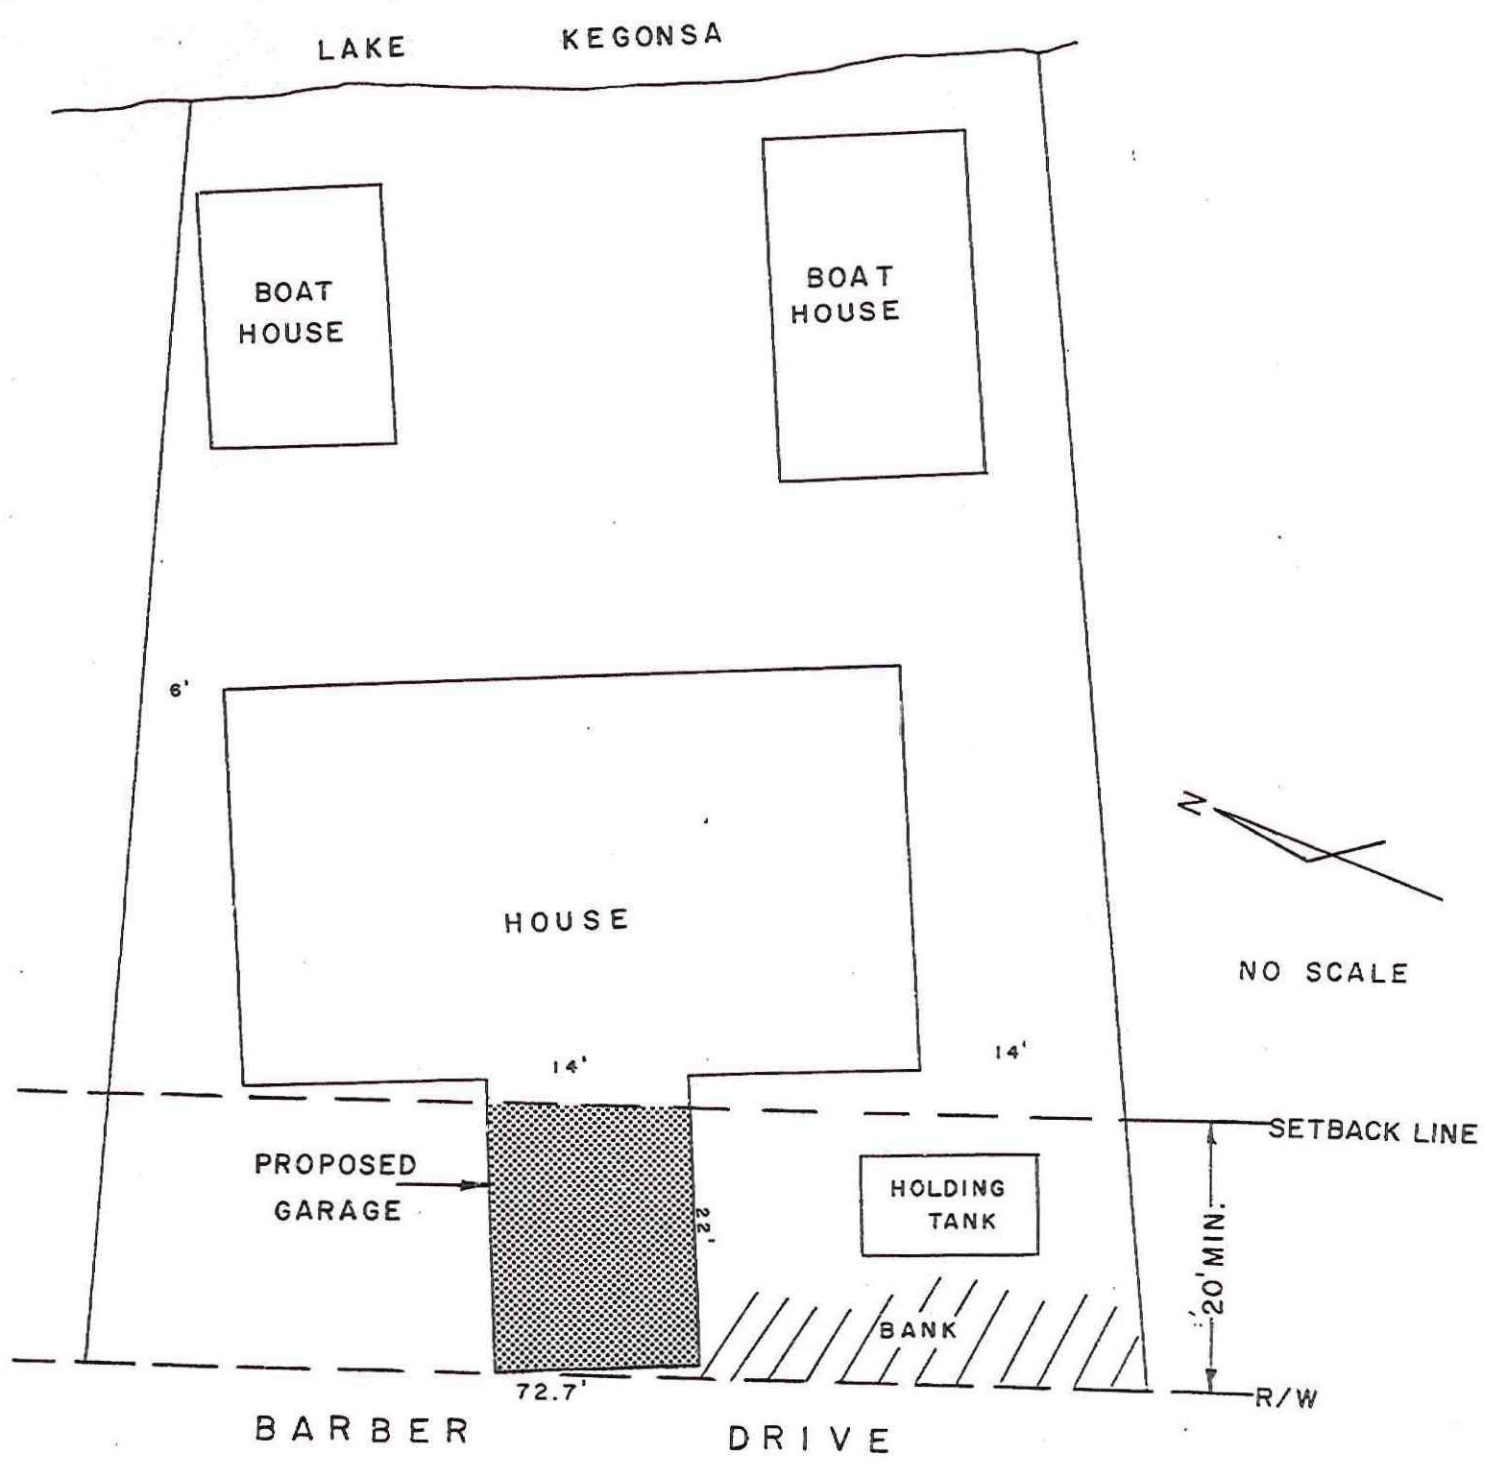 LAKE KEGONSA
BOAT
HOUSE
BOAT
HOUSE
6'
HOUSE
N
NO SCALE
14'
14'
SETBACK LINE
PROPOSED
GARAGE
22'
HOLDING
TANK
20' MIN.
BANK
72.7'
R/W
BARBER DRIVE